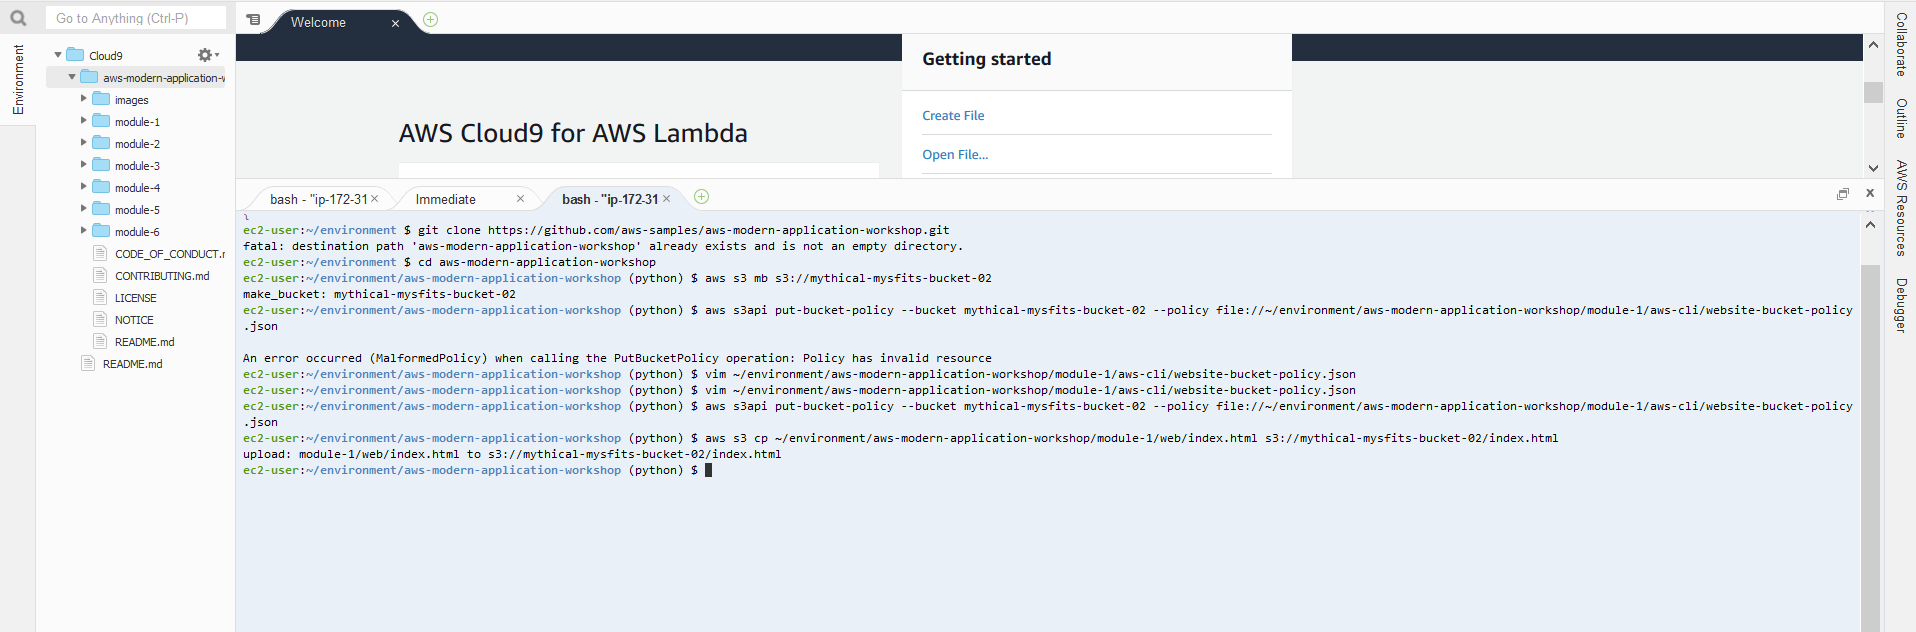 Go to Anything (Ctrl-P)
Welcome
Environment
Cloud9
aws-modern-application-w
images
module-1
module-2
module-3
module-4
module-5
module-6
CODE_OF_CONDUCT.r
CONTRIBUTING.md
LICENSE
NOTICE
README.md
README.md
AWS Cloud9 for AWS Lambda
Getting started
Create File
Open File...
bash - "ip-172-31
Immediate
bash - "ip-172-31
}
ec2-user:~/environment $ git clone https://github.com/aws-samples/aws-modern-application-workshop.git
fatal: destination path 'aws-modern-application-workshop' already exists and is not an empty directory.
ec2-user:~/environment $ cd aws-modern-application-workshop
ec2-user:~/environment/aws-modern-application-workshop (python) $ aws s3 mb s3://mythical-mysfits-bucket-02
make_bucket: mythical-mysfits-bucket-02
ec2-user:~/environment/aws-modern-application-workshop (python) $ aws s3api put-bucket-policy --bucket mythical-mysfits-bucket-02 --policy file://~/environment/aws-modern-application-workshop/module-1/aws-cli/website-bucket-policy
.json
An error occurred (MalformedPolicy) when calling the PutBucketPolicy operation: Policy has invalid resource
ec2-user:~/environment/aws-modern-application-workshop (python) $ vim ~/environment/aws-modern-application-workshop/module-1/aws-cli/website-bucket-policy.json
ec2-user:~/environment/aws-modern-application-workshop (python) $ vim ~/environment/aws-modern-application-workshop/module-1/aws-cli/website-bucket-policy.json
ec2-user:~/environment/aws-modern-application-workshop (python) $ aws s3api put-bucket-policy --bucket mythical-mysfits-bucket-02 --policy file://~/environment/aws-modern-application-workshop/module-1/aws-cli/website-bucket-policy
.json
ec2-user:~/environment/aws-modern-application-workshop (python) $ aws s3 cp ~/environment/aws-modern-application-workshop/module-1/web/index.html s3://mythical-mysfits-bucket-02/index.html
upload: module-1/web/index.html to s3://mythical-mysfits-bucket-02/index.html
ec2-user:~/environment/aws-modern-application-workshop (python) $
Collaborate
Outline
AWS Resources
Debugger